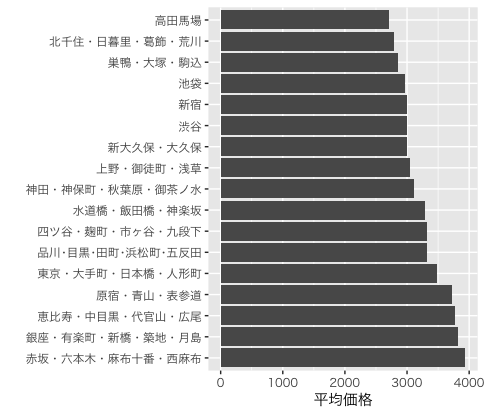 高田馬場
北千住・日暮里・葛飾・荒川
巣鴨・大塚・駒込
池袋
新宿
渋谷
新大久保・大久保
上野・御徒町・浅草
神田・神保町・秋葉原・御茶ノ水
水道橋・飯田橋・神楽坂
四ツ谷・麹町・市ヶ谷・九段下
品川･目黒･田町･浜松町･五反田
東京・大手町・日本橋・人形町
原宿・青山・表参道
恵比寿・中目黒・代官山・広尾
銀座・有楽町・新橋・築地・月島
赤坂・六本木・麻布十番・西麻布
0 1000 2000 3000 4000
平均価格